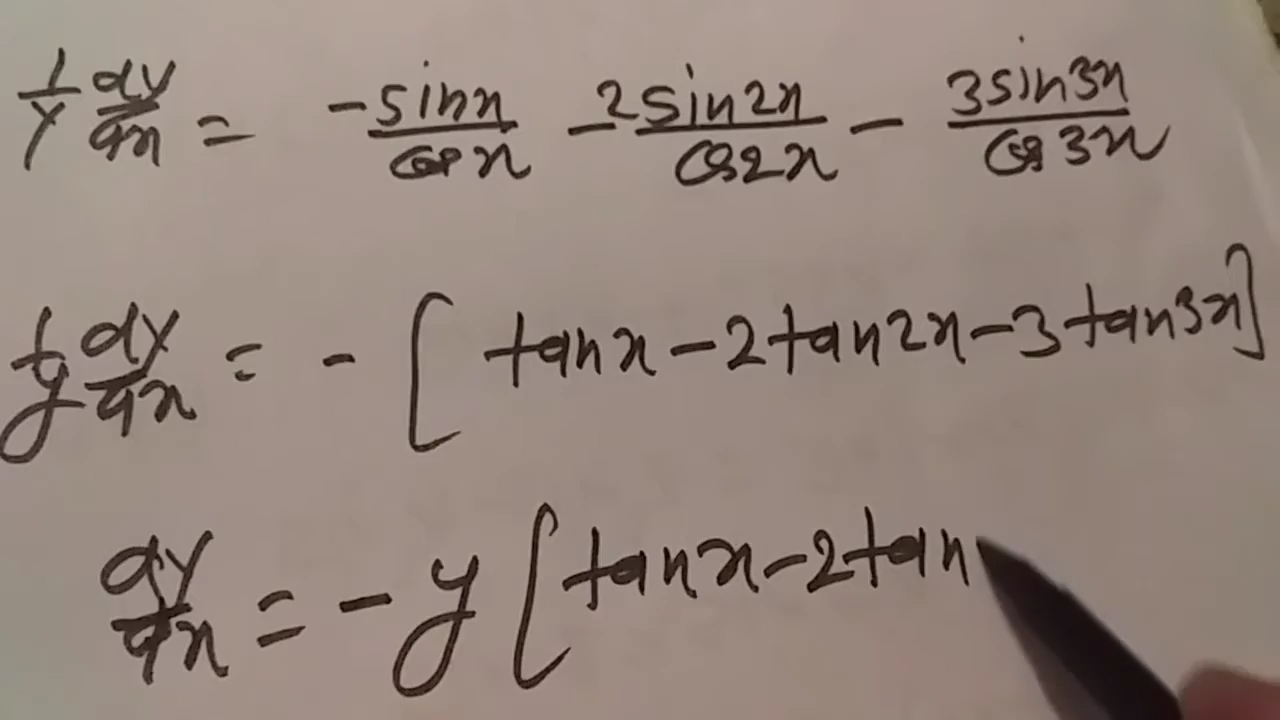 1/y dy/dx = -sinx/cosx - 2sin2x/cos2x - 3sin3x/cos3x
1/y dy/dx = - [tanx - 2tan2x - 3tan3x]
dy/dx = -y [tanx - 2tan